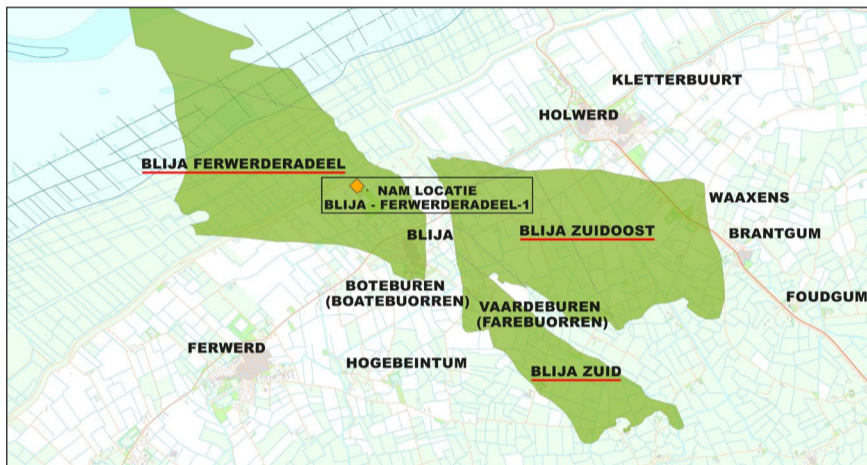 KLETTERBUURT
HOLWERD
BLIJA FERWERDERADEEL
NAM LOCATIE
BLIJA - FERWERDERADEEL-1
WAAXENS
BLIJA
BLIJA ZUIDOOST
BRANTGUM
BOTEBUREN
(BOATEBUORREN)
VAARDEBUREN
(FAREBUORREN)
FOUDGUM
FERWERD
HOGEBEINTUM
BLIJA ZUID